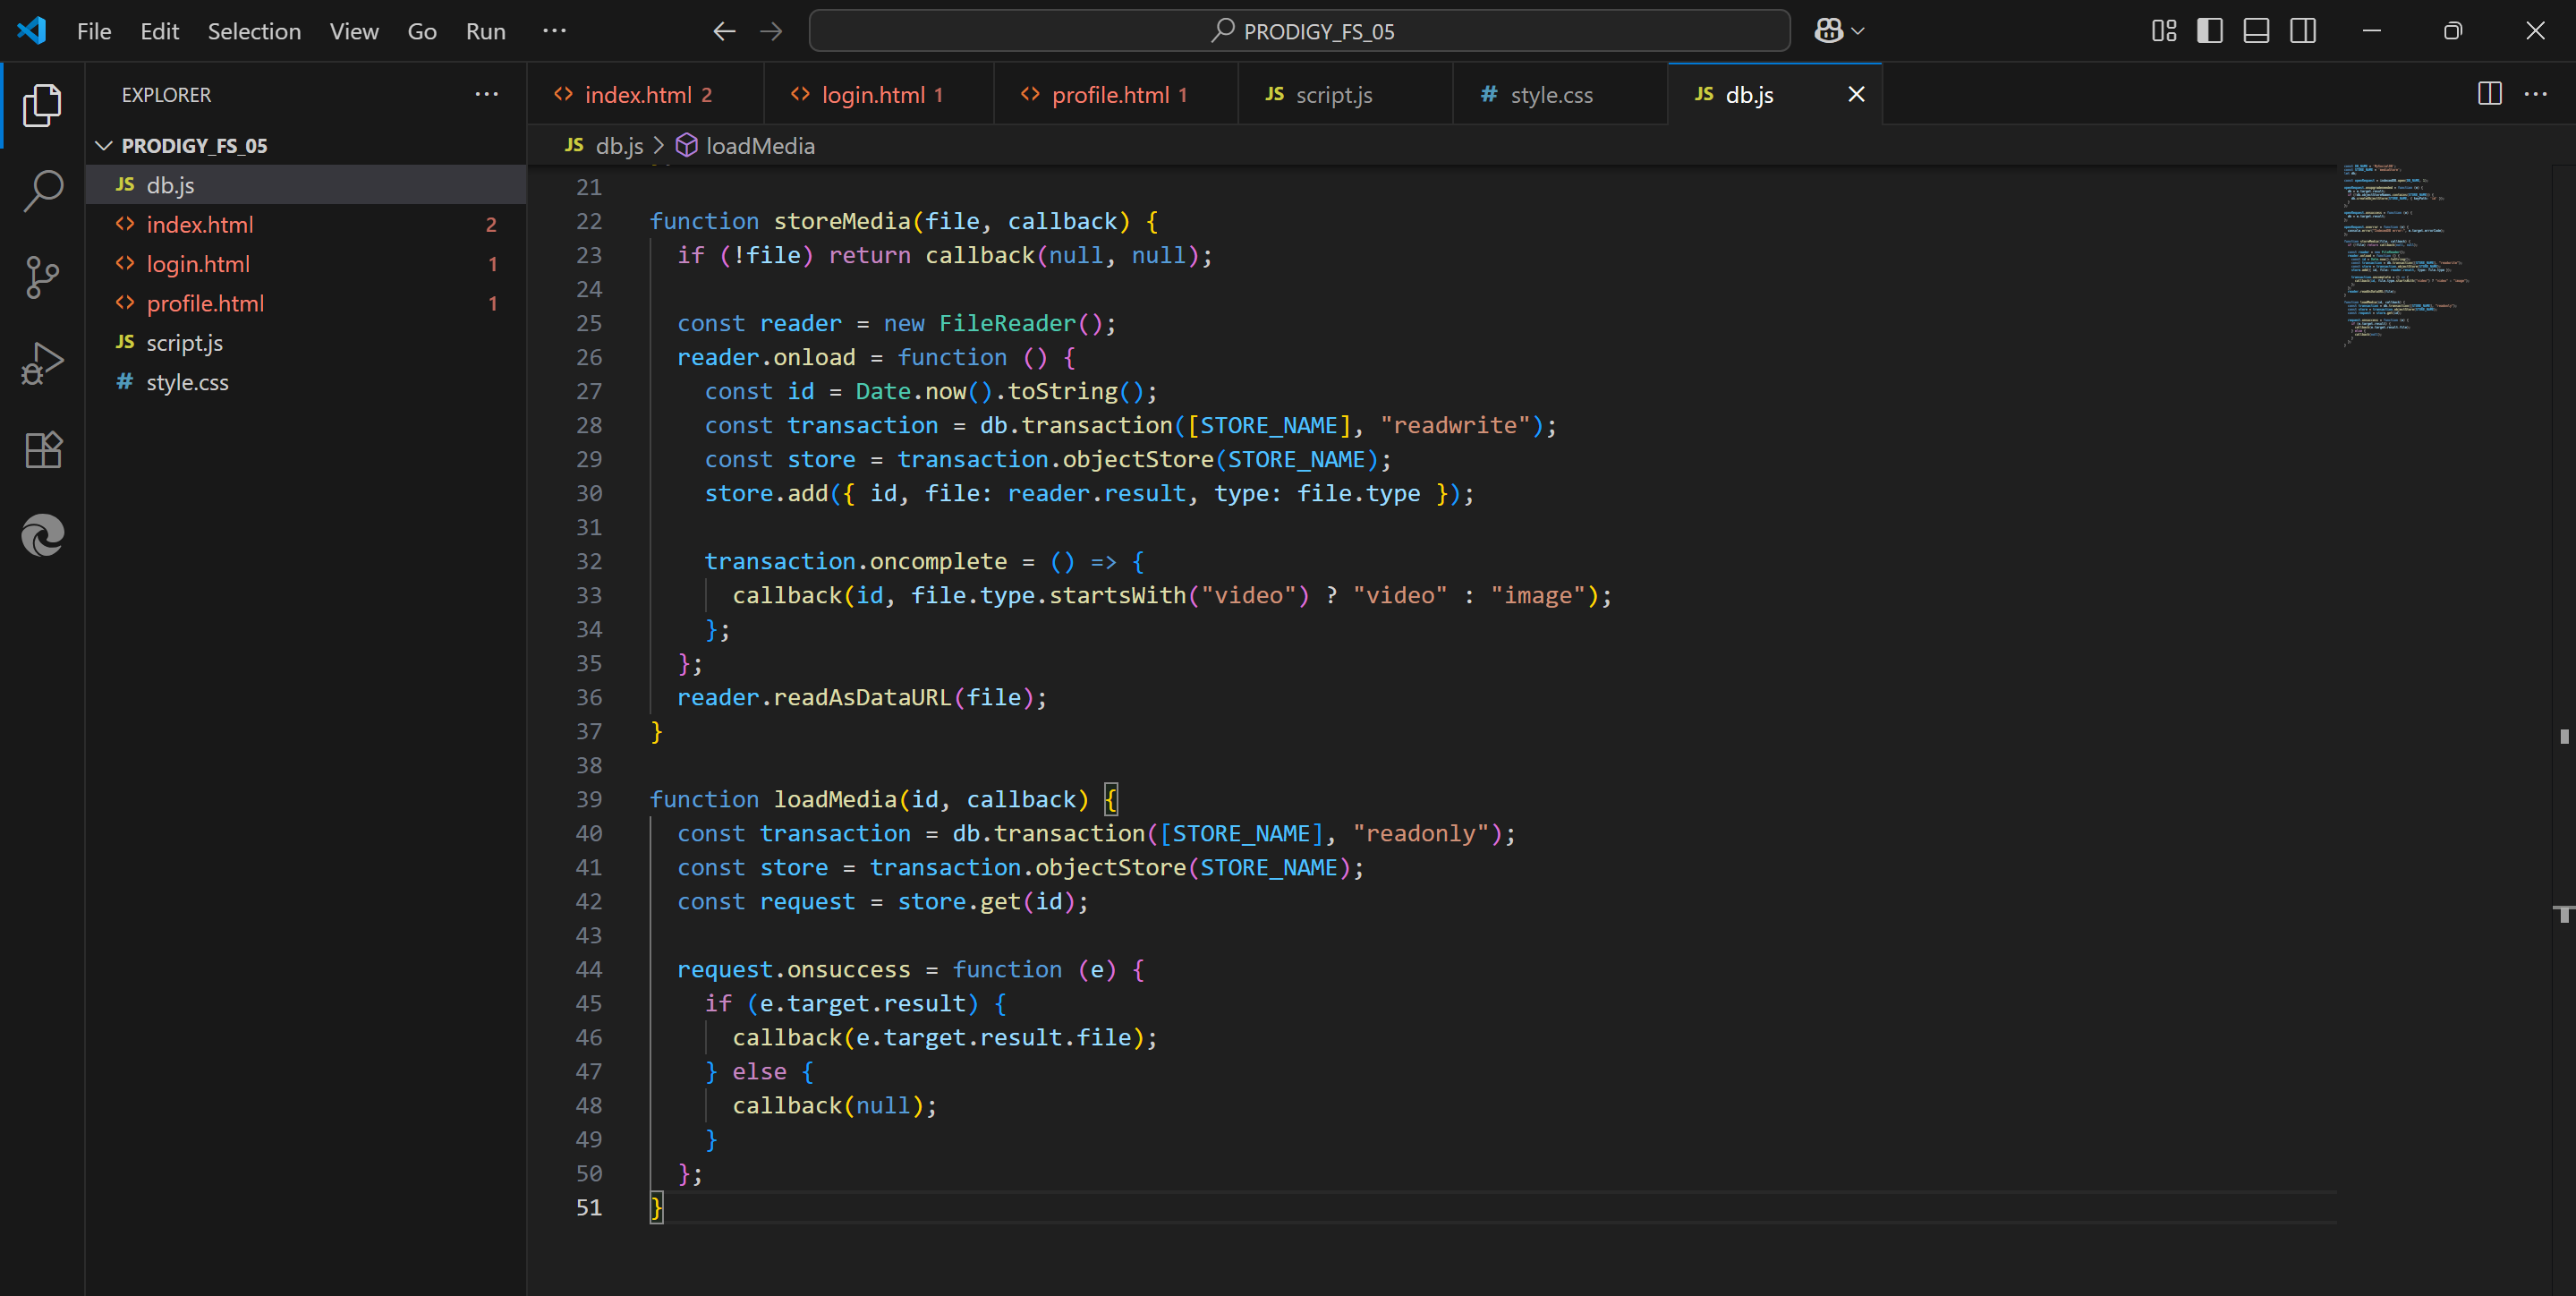 File Edit Selection View Go Run ··· PRODIGY_FS_05
EXPLORER ···
PRODIGY_FS_05
JS db.js
<> index.html 2
<> login.html 1
<> profile.html 1
JS script.js
# style.css
<> index.html 2 <> login.html 1 <> profile.html 1 JS script.js # style.css JS db.js
JS db.js > loadMedia
21
22 function storeMedia(file, callback) {
23   if (!file) return callback(null, null);
24
25   const reader = new FileReader();
26   reader.onload = function () {
27     const id = Date.now().toString();
28     const transaction = db.transaction([STORE_NAME], "readwrite");
29     const store = transaction.objectStore(STORE_NAME);
30     store.add({ id, file: reader.result, type: file.type });
31
32     transaction.oncomplete = () => {
33       callback(id, file.type.startsWith("video") ? "video" : "image");
34     };
35   };
36   reader.readAsDataURL(file);
37 }
38
39 function loadMedia(id, callback) {
40   const transaction = db.transaction([STORE_NAME], "readonly");
41   const store = transaction.objectStore(STORE_NAME);
42   const request = store.get(id);
43
44   request.onsuccess = function (e) {
45     if (e.target.result) {
46       callback(e.target.result.file);
47     } else {
48       callback(null);
49     }
50   };
51 }